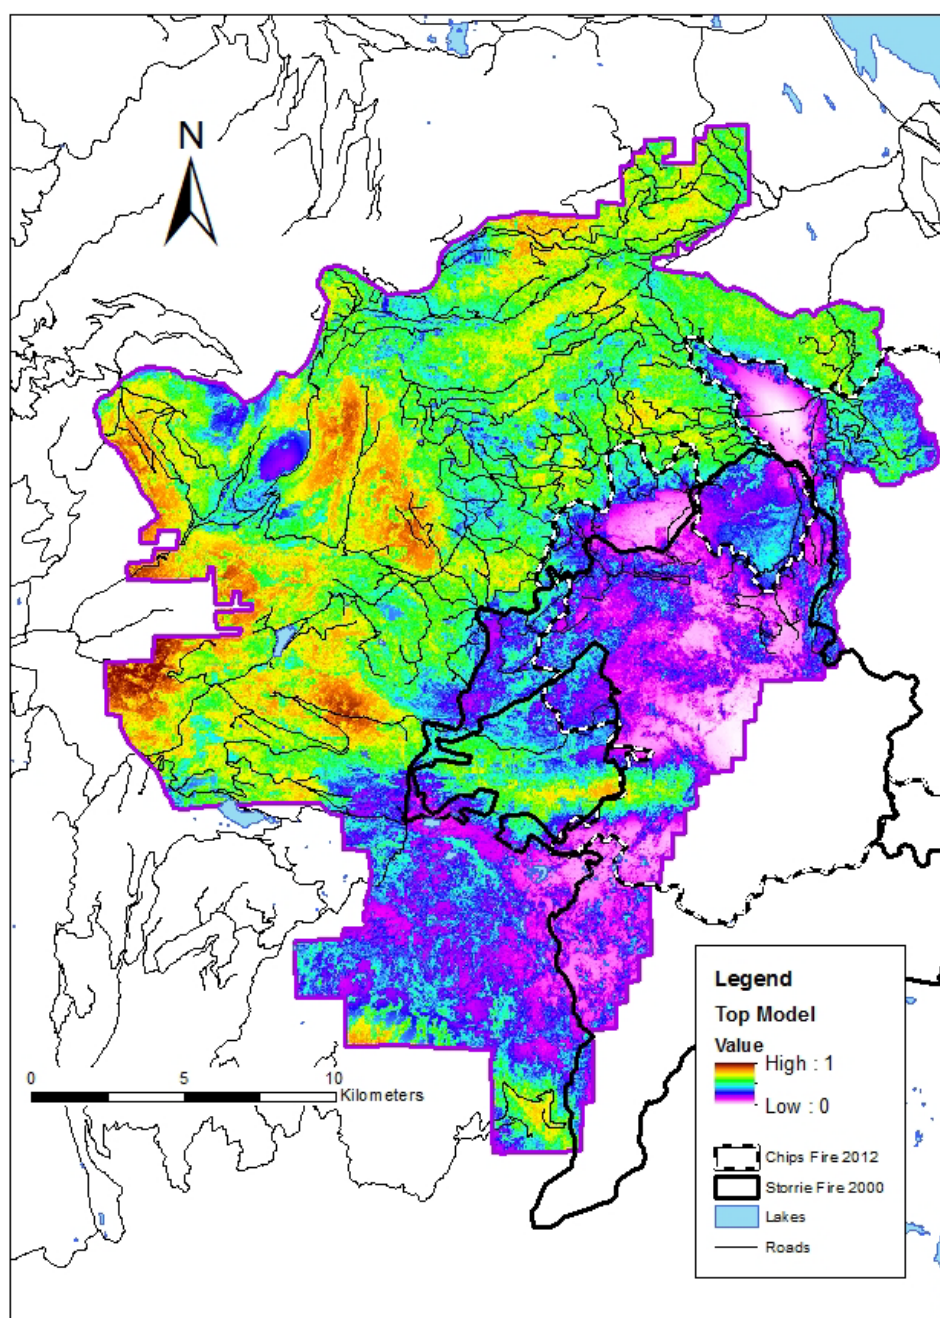 N
Legend
Top Model
Value
High : 1
Low : 0
0 5 10
Kilometers
Chips Fire 2012
Storrie Fire 2000
Lakes
Roads